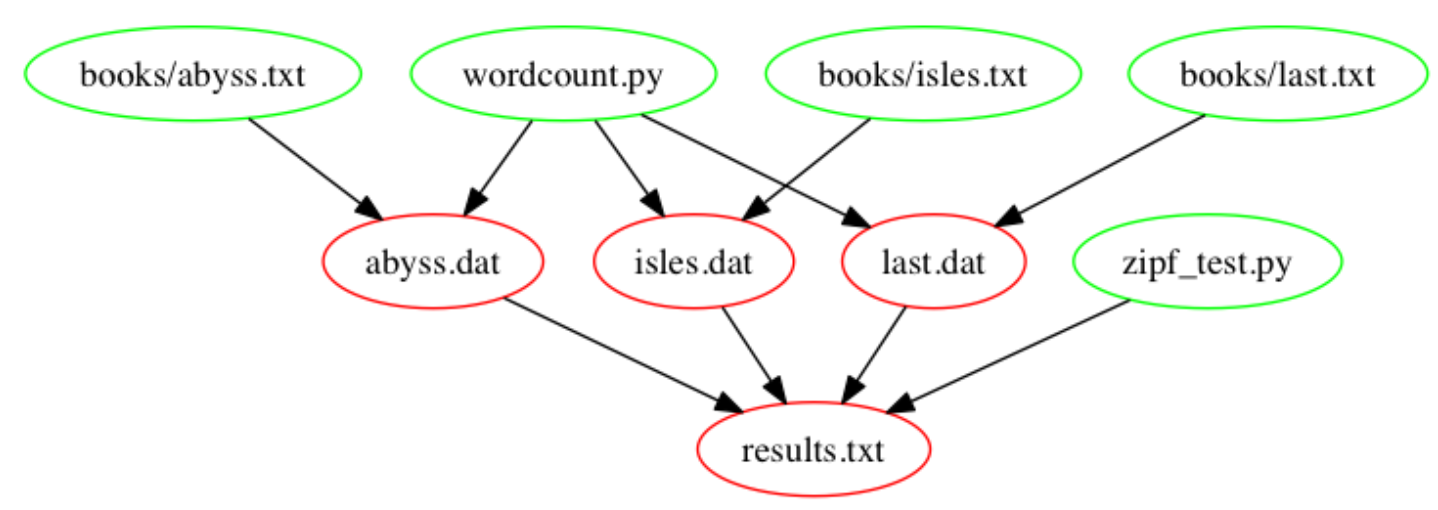 books/abyss.txt
wordcount.py
books/isles.txt
books/last.txt
abyss.dat
isles.dat
last.dat
zipf_test.py
results.txt